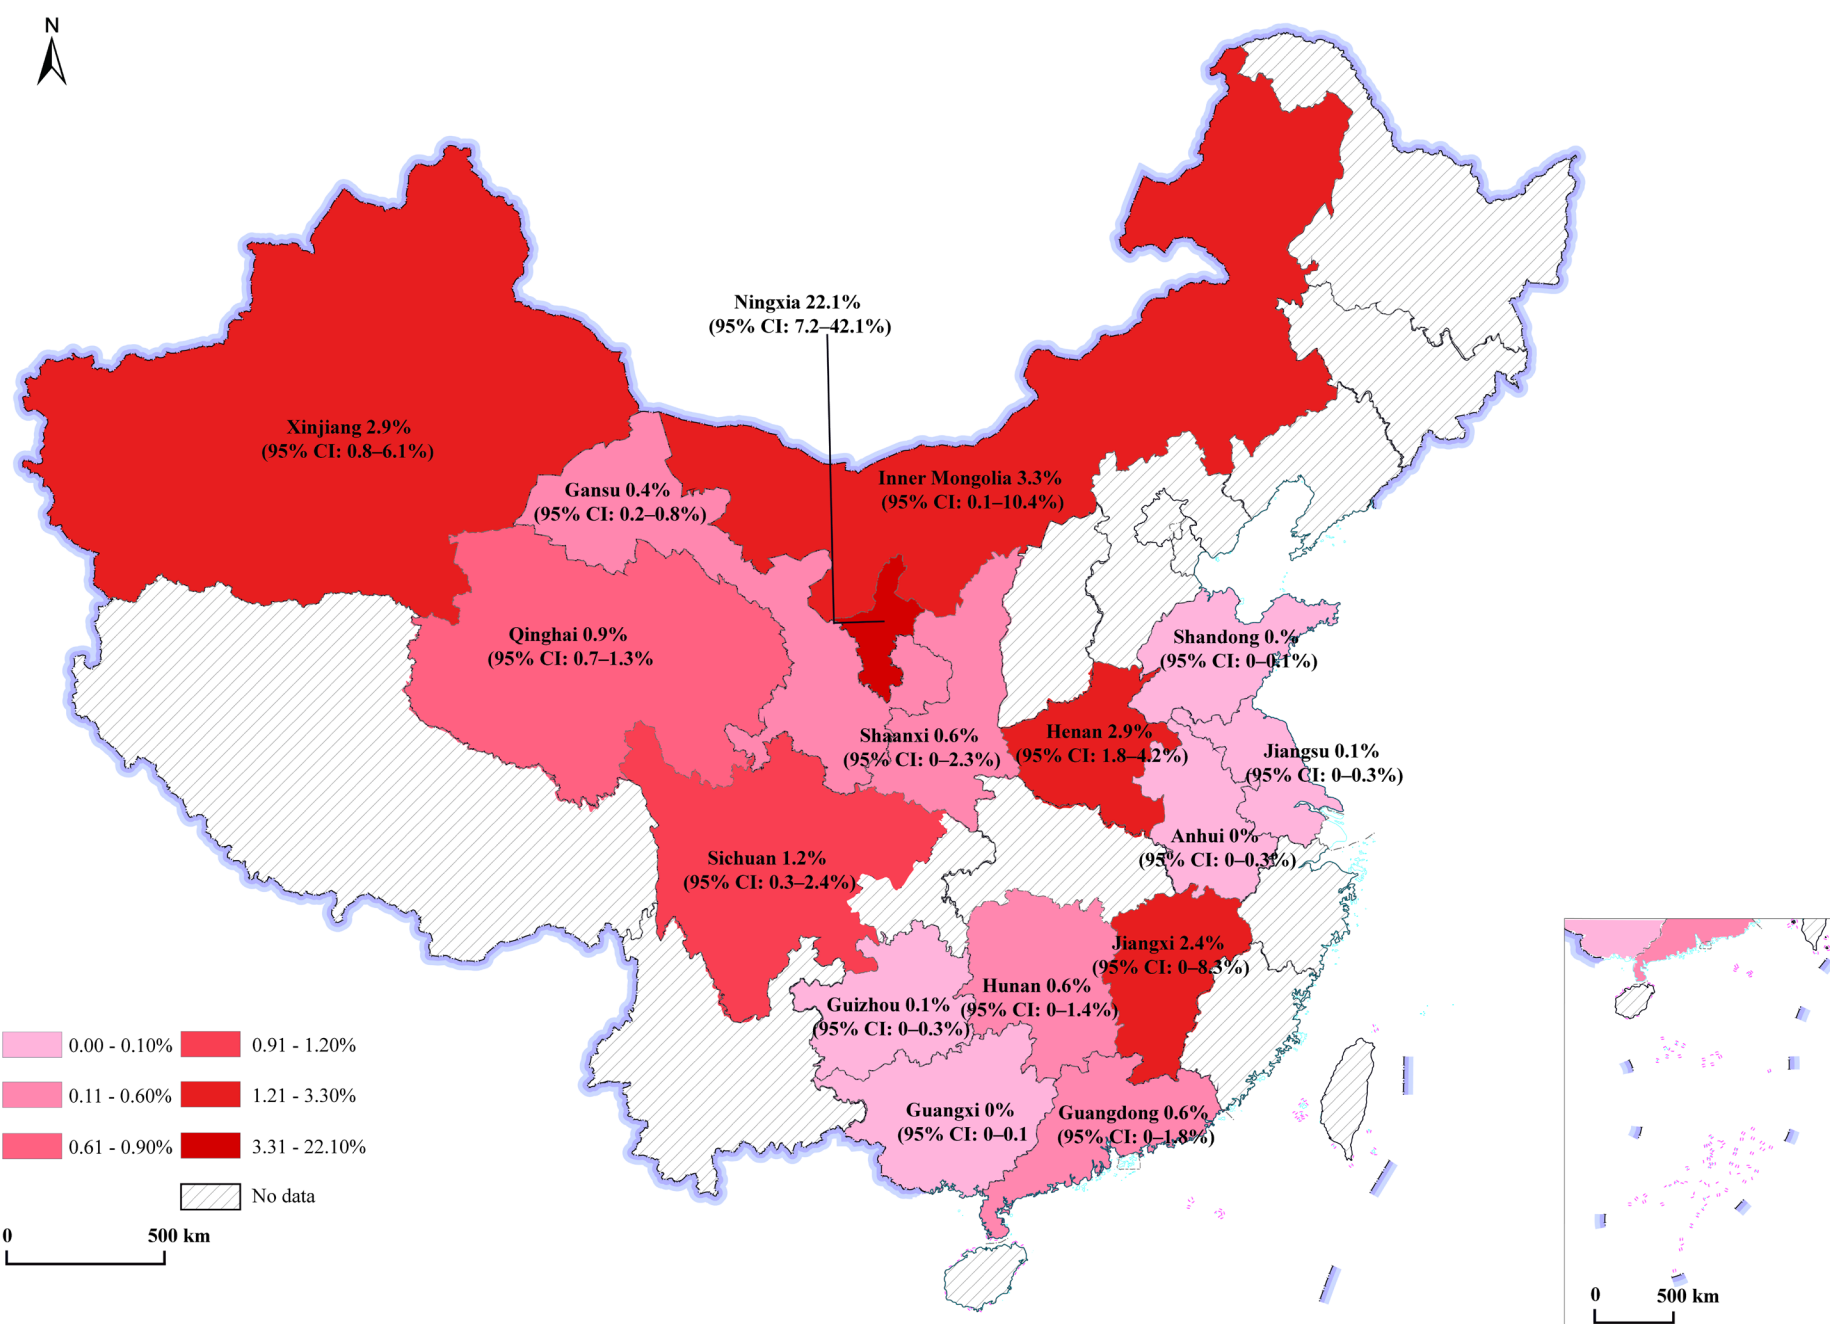 N
Ningxia 22.1%
(95% CI: 7.2–42.1%)
Xinjiang 2.9%
(95% CI: 0.8–6.1%)
Inner Mongolia 3.3%
(95% CI: 0.1–10.4%)
Gansu 0.4%
(95% CI: 0.2–0.8%)
Qinghai 0.9%
(95% CI: 0.7–1.3%
Shandong 0.%
(95% CI: 0–0.1%)
Shaanxi 0.6%
(95% CI: 0–2.3%)
Henan 2.9%
(95% CI: 1.8–4.2%)
Jiangsu 0.1%
(95% CI: 0–0.3%)
Anhui 0%
(95% CI: 0–0.3%)
Sichuan 1.2%
(95% CI: 0.3–2.4%)
Jiangxi 2.4%
(95% CI: 0–8.3%)
Hunan 0.6%
(95% CI: 0–1.4%)
Guizhou 0.1%
(95% CI: 0–0.3%)
Guangxi 0%
(95% CI: 0–0.1
Guangdong 0.6%
(95% CI: 0–1.8%)
0.00 - 0.10%
0.91 - 1.20%
0.11 - 0.60%
1.21 - 3.30%
0.61 - 0.90%
3.31 - 22.10%
No data
0 500 km
0 500 km